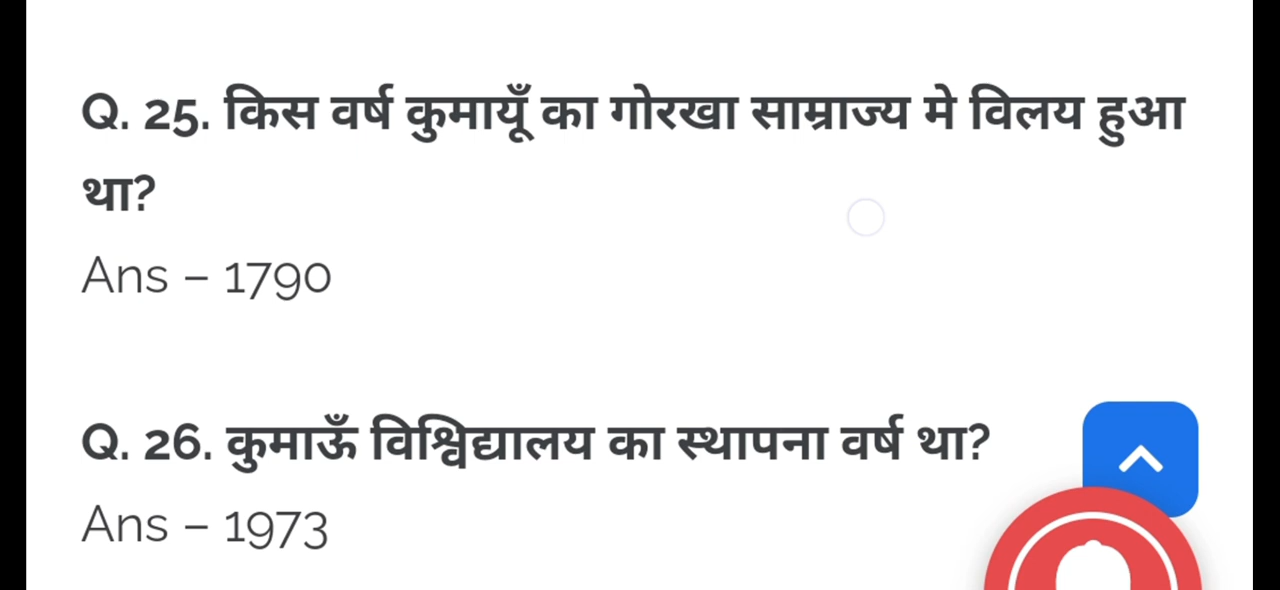 Q. 25. किस वर्ष कुमायूँ का गोरखा साम्राज्य मे विलय हुआ
था?
Ans – 1790
Q. 26. कुमाऊँ विश्विद्यालय का स्थापना वर्ष था?
Ans – 1973